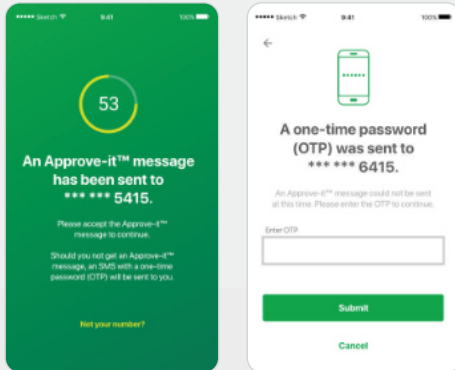 Sketch 9:41 100%
53
An Approve-it™ message
has been sent to
*** *** 5415.
Please accept the Approve-it™
message to continue.
Should you not get an Approve-it™
message, an SMS with a one-time
password (OTP) will be sent to you.
Not your number?
Sketch 9:41 100%
A one-time password
(OTP) was sent to
*** *** 6415.
An Approve-it™ message could not be sent
at this time. Please enter the OTP to continue.
Enter OTP
Submit
Cancel